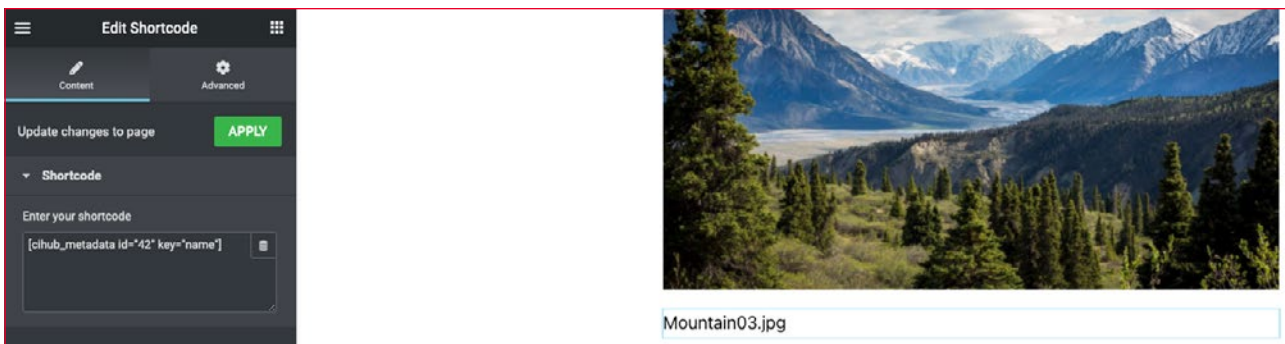 Edit Shortcode
Content
Advanced
Update changes to page
APPLY
Shortcode
Enter your shortcode
[cihub_metadata id="42" key="name"]
Mountain03.jpg